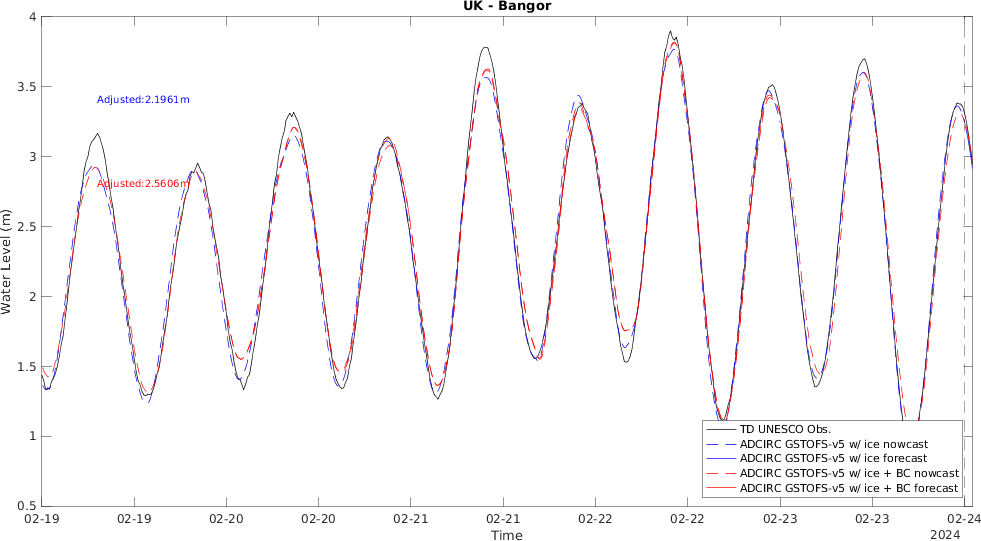 UK - Bangor
4
3.5
3
2.5
2
1.5
1
0.5
Water Level (m)
Adjusted:2.1961m
Adjusted:2.5606m
TD UNESCO Obs.
ADCIRC GSTOFS-v5 w/ ice nowcast
ADCIRC GSTOFS-v5 w/ ice forecast
ADCIRC GSTOFS-v5 w/ ice + BC nowcast
ADCIRC GSTOFS-v5 w/ ice + BC forecast
02-19 02-19 02-20 02-20 02-21 02-21 02-22 02-22 02-23 02-23 02-24
Time
2024